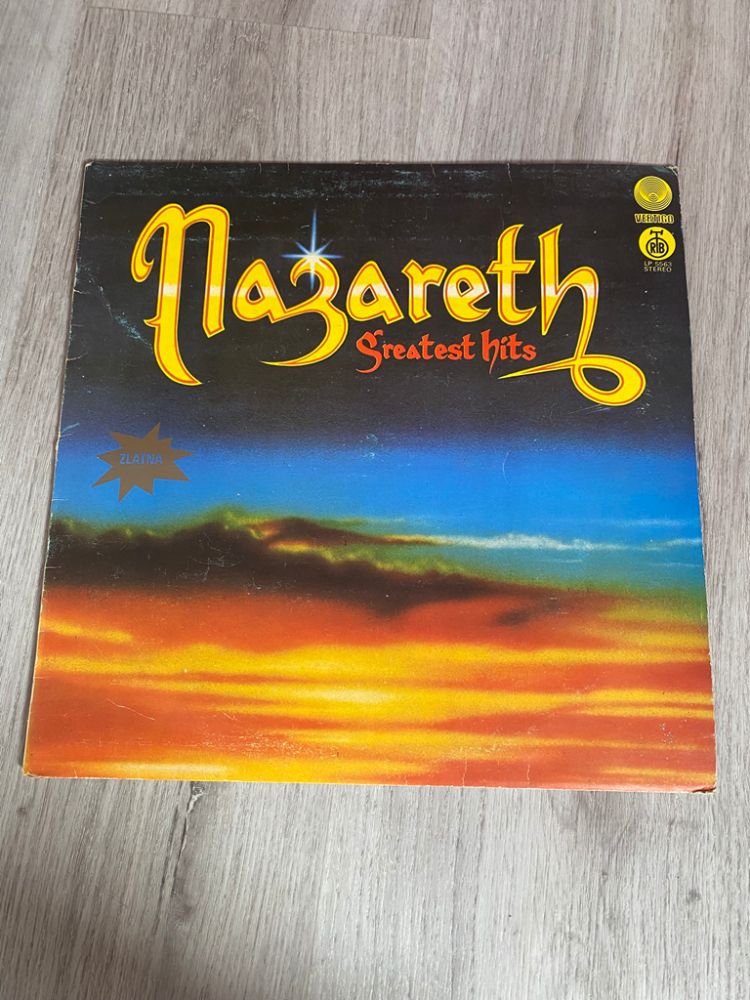 Nazareth
Greatest hits
VERTIGO
RTB
LP 5563
STEREO
ZLATNA